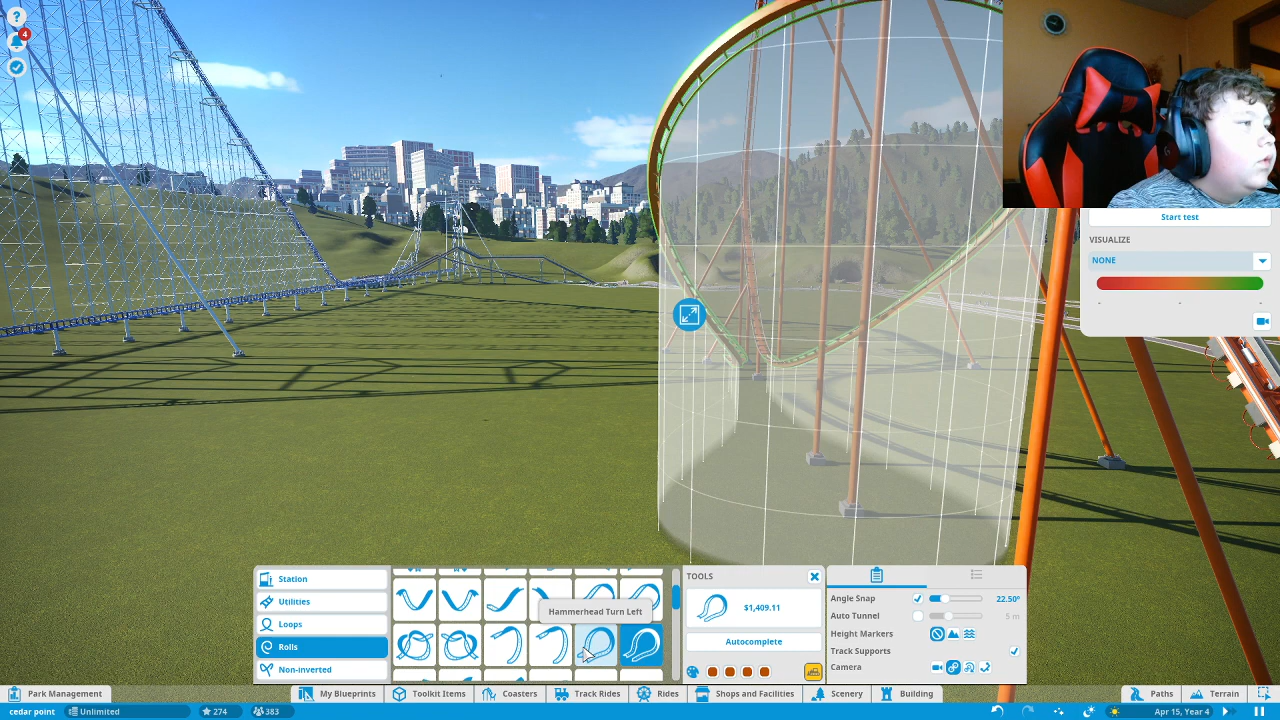 ?
4
Start test
VISUALIZE
NONE
Station
Utilities
Loops
Rolls
Non-inverted
Hammerhead Turn Left
TOOLS
$1,409.11
Autocomplete
Angle Snap
22.50°
Auto Tunnel
5 m
Height Markers
Track Supports
Camera
Park Management
My Blueprints
Toolkit Items
Coasters
Track Rides
Rides
Shops and Facilities
Scenery
Building
Paths
Terrain
cedar point
Unlimited
274
383
Apr 15, Year 4